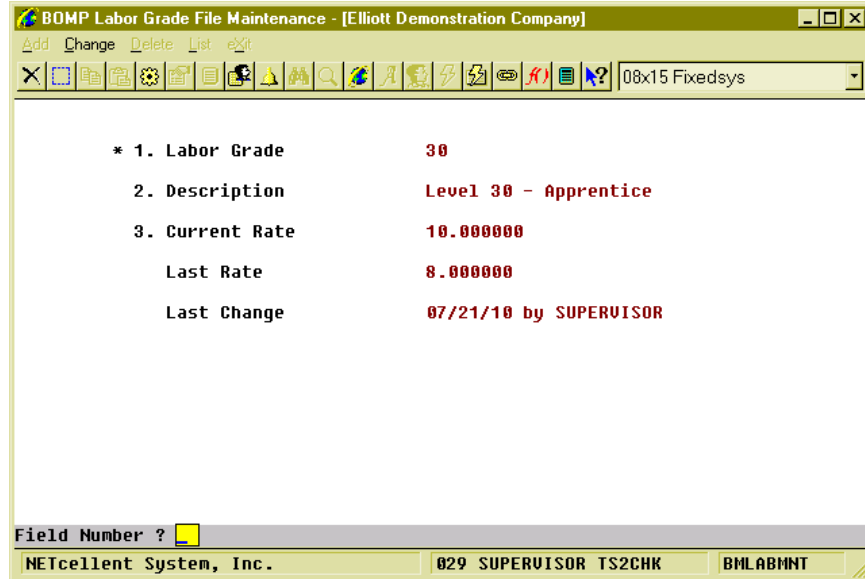 BOMP Labor Grade File Maintenance - [Elliott Demonstration Company]
Add Change Delete List eXit
08x15 Fixedsys
* 1. Labor Grade 30
2. Description Level 30 - Apprentice
3. Current Rate 10.000000
Last Rate 8.000000
Last Change 07/21/10 by SUPERVISOR
Field Number ?
NETcellent System, Inc. 029 SUPERVISOR TS2CHK BMLABMNT